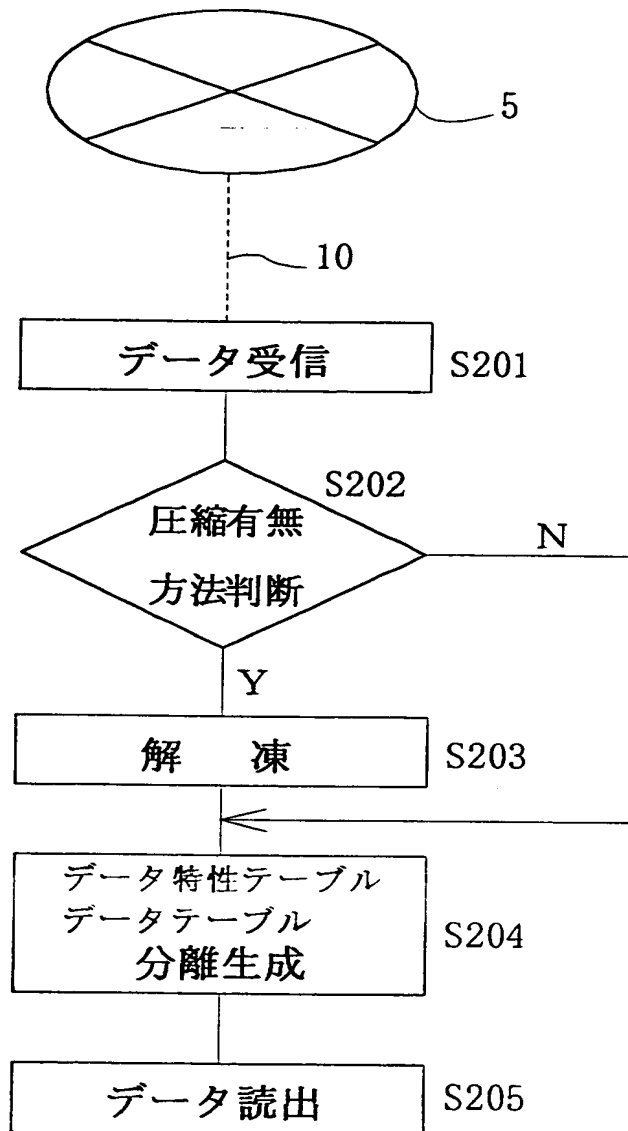 5
10
データ受信
S201
S202
圧縮有無
方法判断
N
Y
解　凍
S203
データ特性テーブル
データテーブル
分離生成
S204
データ読出
S205